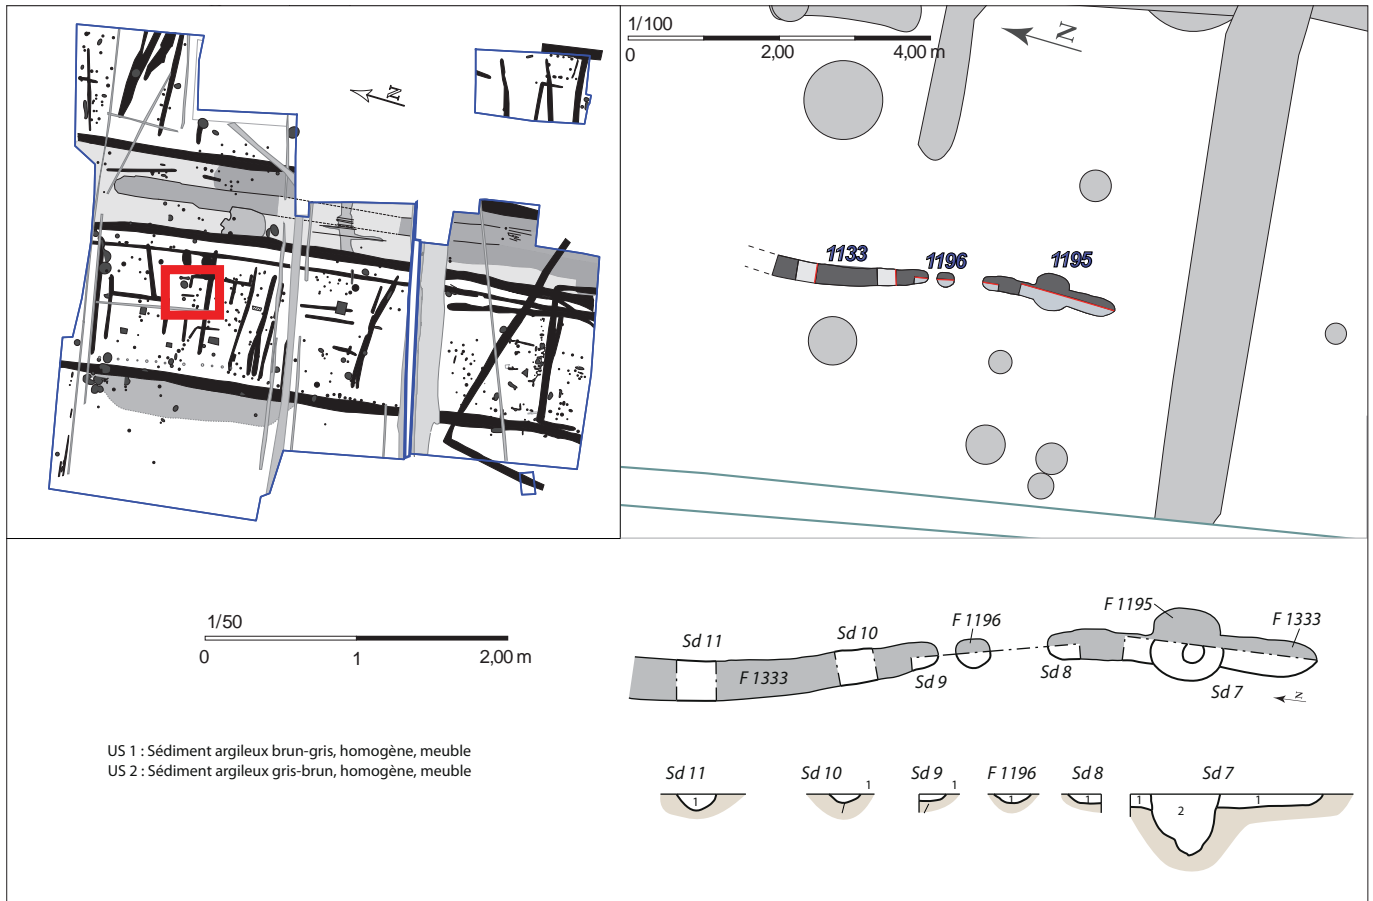 N
1/100
0 2,00 4,00 m
N
1133
1196
1195
1/50
0 1 2,00 m
US 1 : Sédiment argileux brun-gris, homogène, meuble
US 2 : Sédiment argileux gris-brun, homogène, meuble
Sd 11
Sd 10
F 1196
F 1195
F 1333
F 1333
Sd 9
Sd 8
Sd 7
N
Sd 11
Sd 10
Sd 9
F 1196
Sd 8
Sd 7
1
1
1
1
1
1
1
2